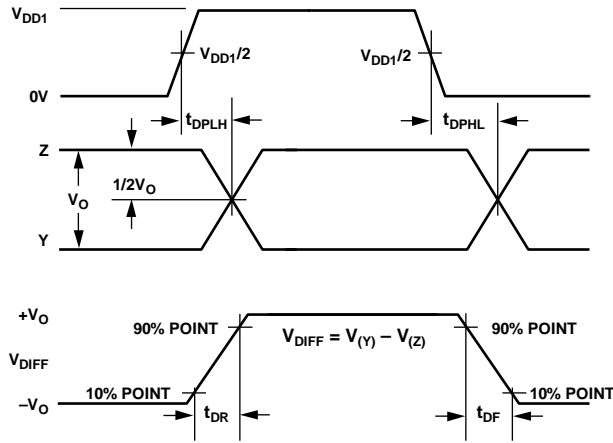 VDD1
VDD1/2
VDD1/2
0V
tDPLH
tDPHL
Z
VO
1/2VO
Y
+VO
90% POINT
VDIFF = V(Y) – V(Z)
90% POINT
VDIFF
10% POINT
10% POINT
–VO
tDR
tDF